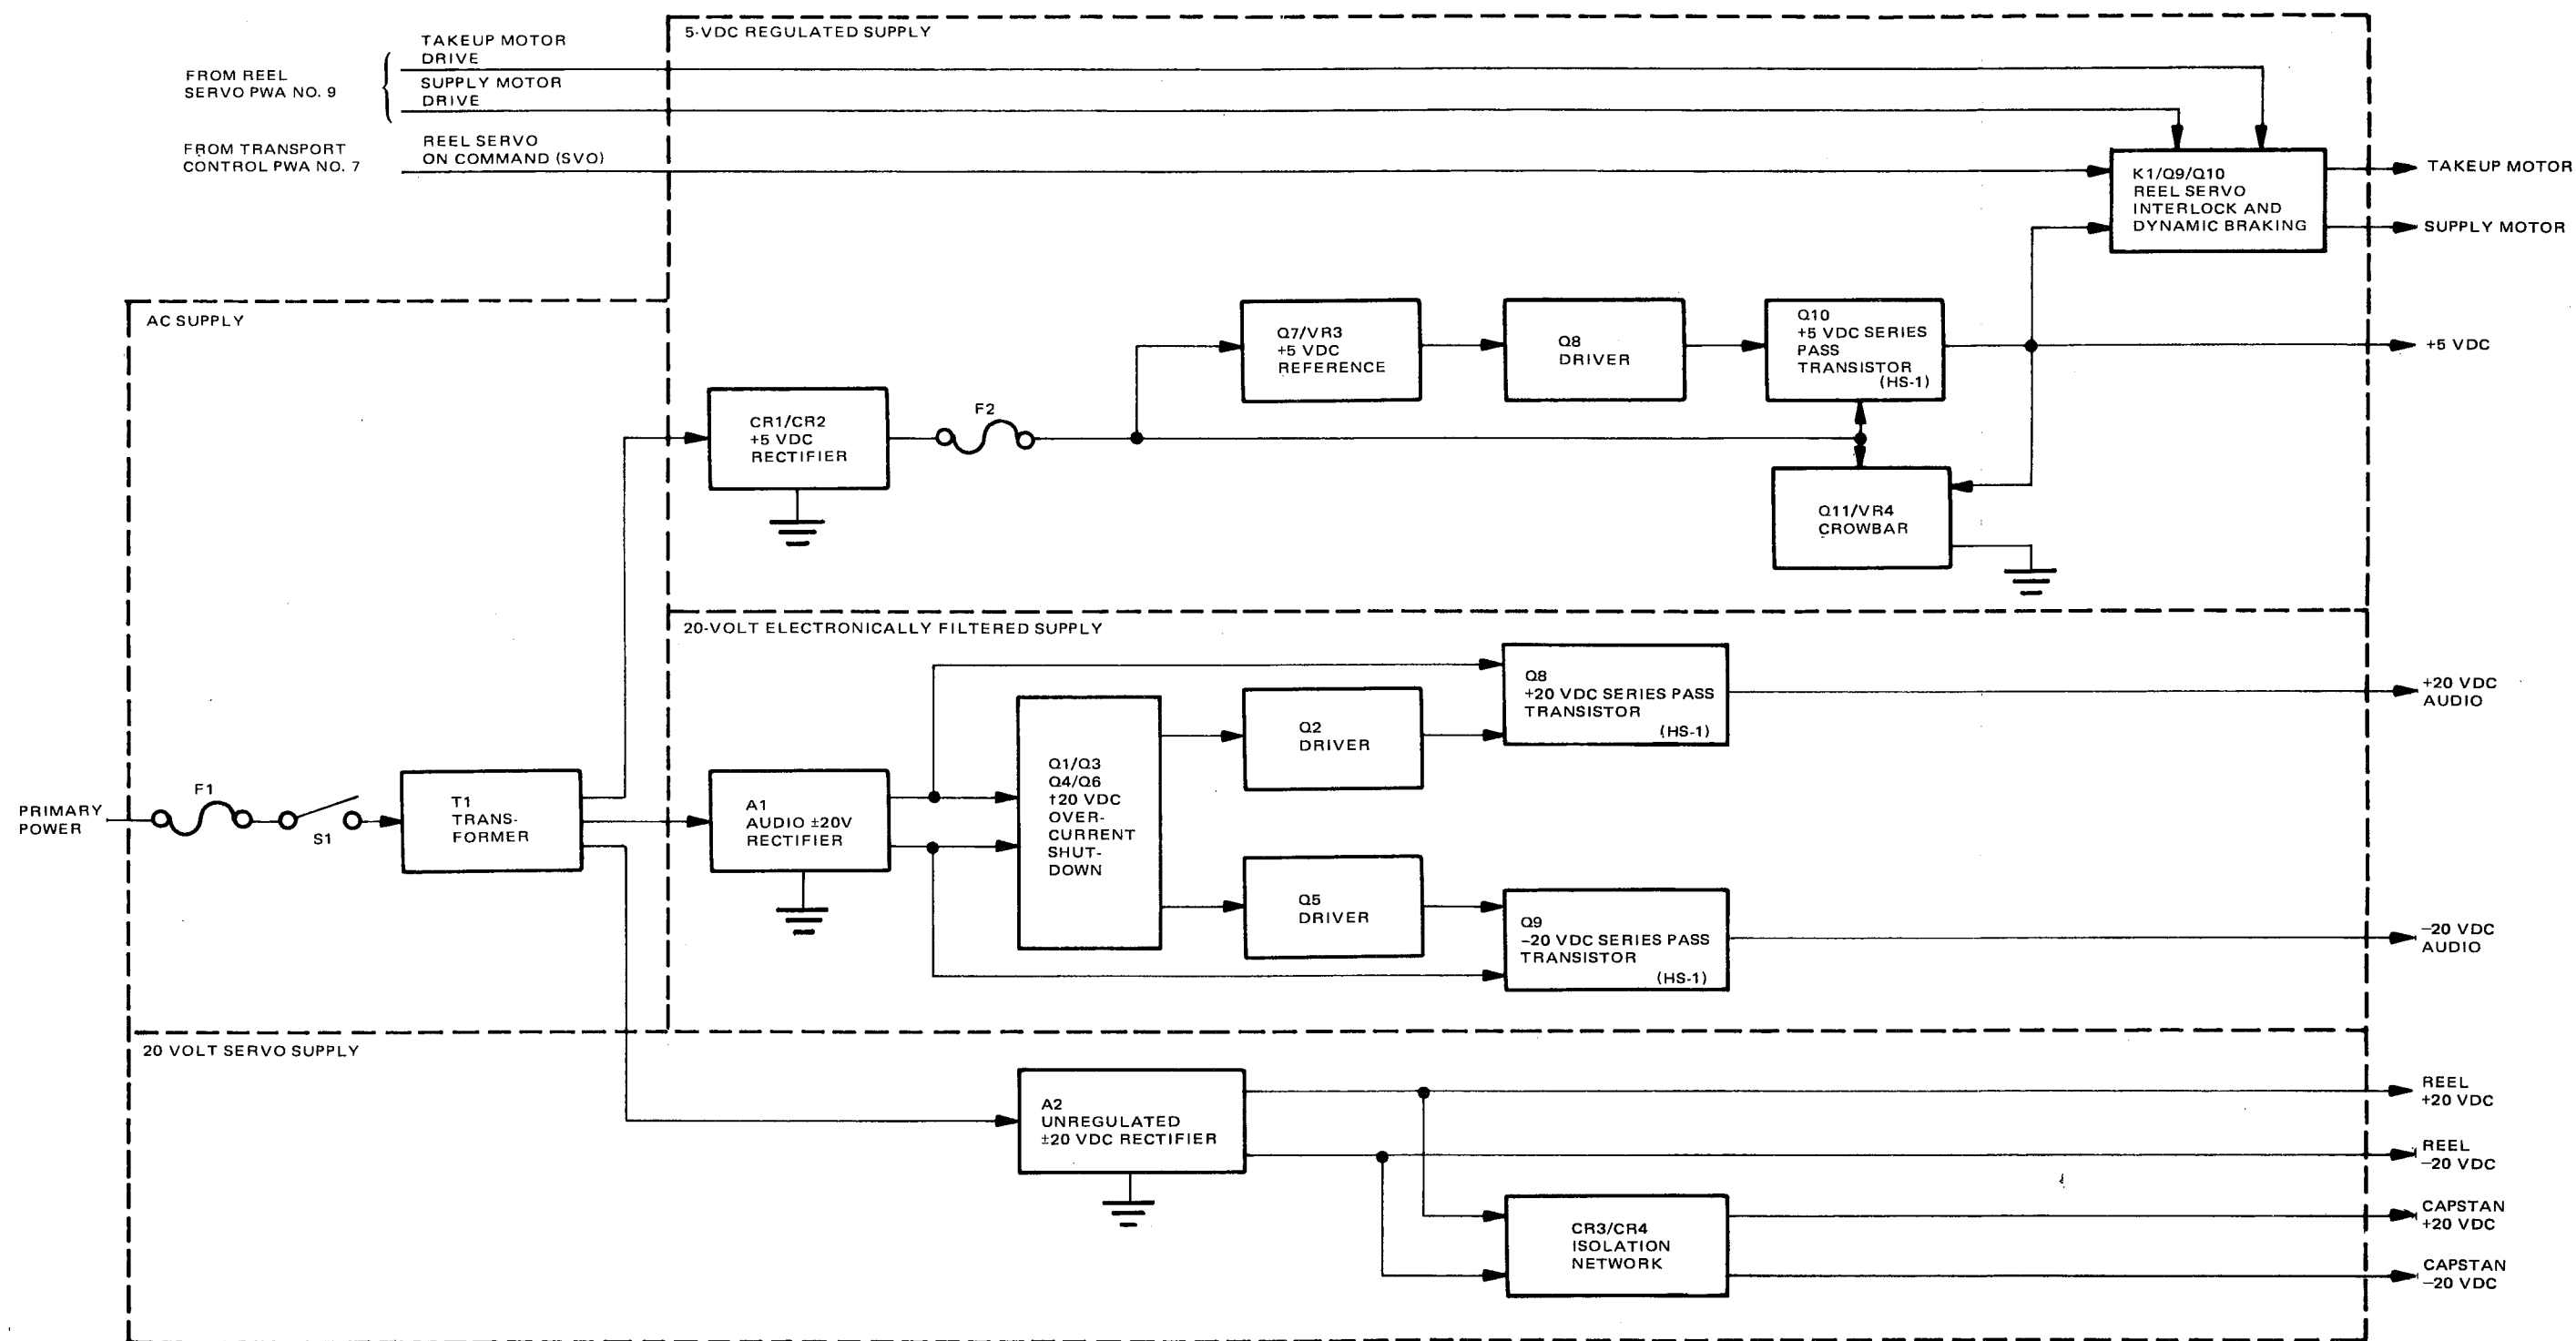 5-VDC REGULATED SUPPLY
TAKEUP MOTOR
DRIVE
SUPPLY MOTOR
DRIVE
FROM REEL
SERVO PWA NO. 9
FROM TRANSPORT
CONTROL PWA NO. 7
REEL SERVO
ON COMMAND (SVO)
K1/Q9/Q10
REEL SERVO
INTERLOCK AND
DYNAMIC BRAKING
TAKEUP MOTOR
SUPPLY MOTOR
AC SUPPLY
Q7/VR3
+5 VDC
REFERENCE
Q8
DRIVER
Q10
+5 VDC SERIES
PASS
TRANSISTOR
(HS-1)
+5 VDC
CR1/CR2
+5 VDC
RECTIFIER
F2
Q11/VR4
CROWBAR
20-VOLT ELECTRONICALLY FILTERED SUPPLY
Q8
+20 VDC SERIES PASS
TRANSISTOR
(HS-1)
+20 VDC
AUDIO
Q2
DRIVER
PRIMARY
POWER
F1
S1
T1
TRANS-
FORMER
A1
AUDIO ±20V
RECTIFIER
Q1/Q3
Q4/Q6
†20 VDC
OVER-
CURRENT
SHUT-
DOWN
Q5
DRIVER
Q9
−20 VDC SERIES PASS
TRANSISTOR
(HS-1)
−20 VDC
AUDIO
20 VOLT SERVO SUPPLY
A2
UNREGULATED
±20 VDC RECTIFIER
REEL
+20 VDC
REEL
−20 VDC
CR3/CR4
ISOLATION
NETWORK
CAPSTAN
+20 VDC
CAPSTAN
−20 VDC